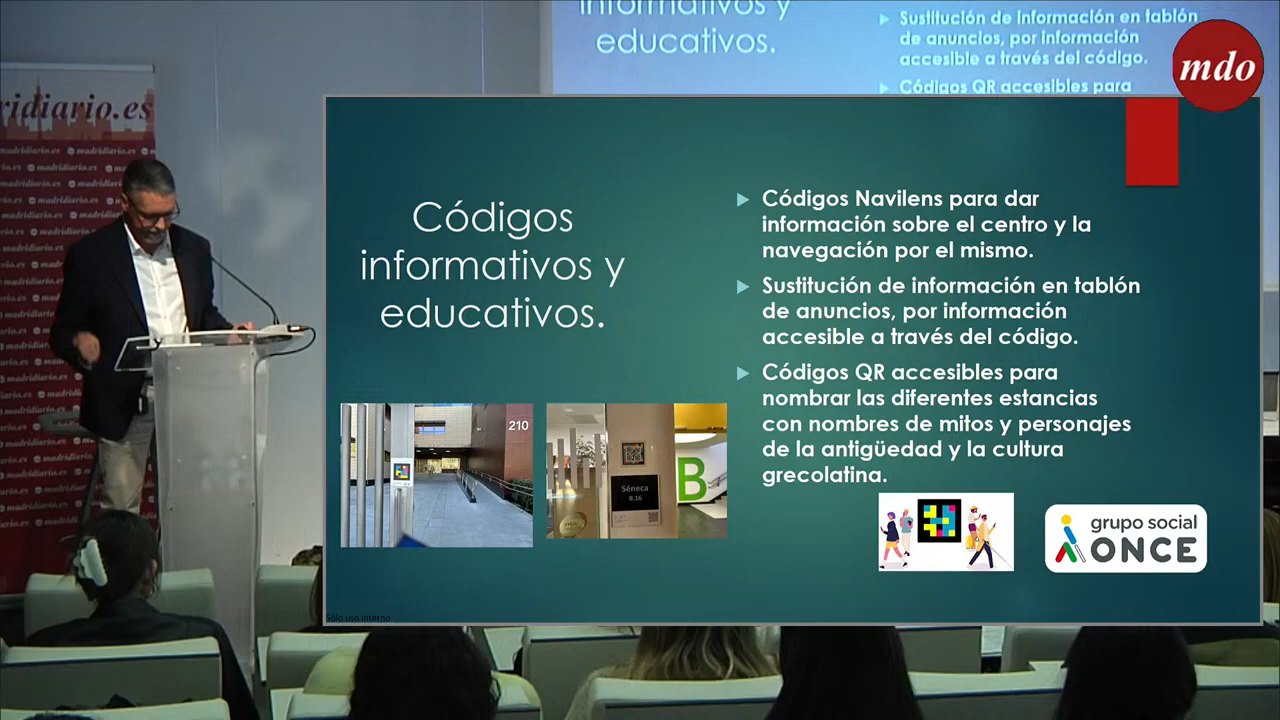 informativos y
educativos.
Sustitución de información en tablón
de anuncios, por información
accesible a través del código.
Códigos QR accesibles para
mdo
ridiario.es
madridiario.es
Códigos
informativos y
educativos.
Códigos Navilens para dar
información sobre el centro y la
navegación por el mismo.
Sustitución de información en tablón
de anuncios, por información
accesible a través del código.
Códigos QR accesibles para
nombrar las diferentes estancias
con nombres de mitos y personajes
de la antigüedad y la cultura
grecolatina.
210
Séneca
B.16
B
grupo social
ONCE
Sólo uso interno